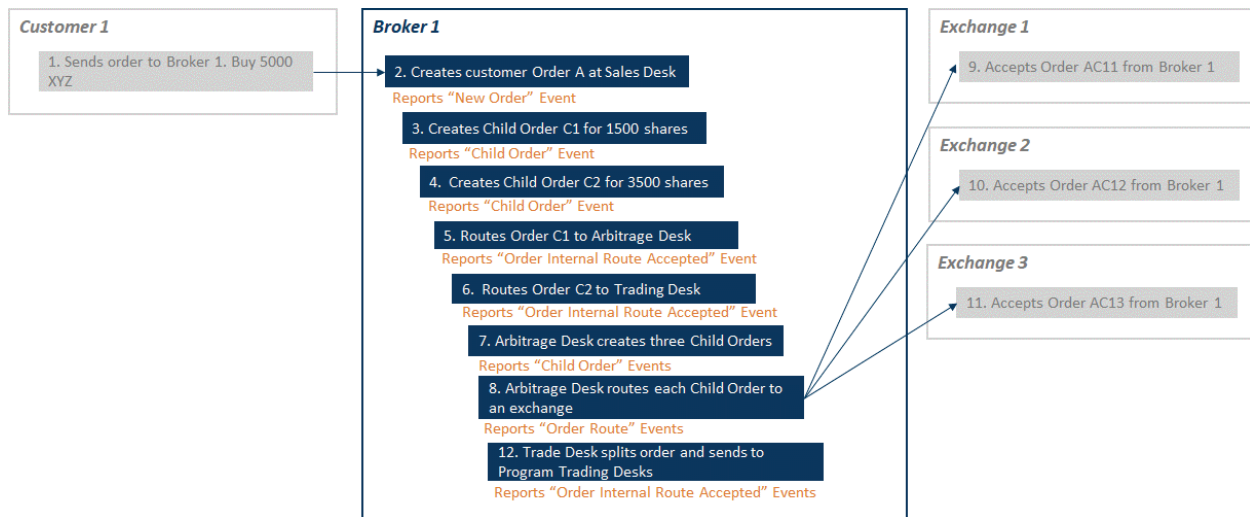 Customer 1
1. Sends order to Broker 1. Buy 5000
XYZ
Broker 1
2. Creates customer Order A at Sales Desk
Reports “New Order” Event
3. Creates Child Order C1 for 1500 shares
Reports “Child Order” Event
4. Creates Child Order C2 for 3500 shares
Reports “Child Order” Event
5. Routes Order C1 to Arbitrage Desk
Reports “Order Internal Route Accepted” Event
6. Routes Order C2 to Trading Desk
Reports “Order Internal Route Accepted” Event
7. Arbitrage Desk creates three Child Orders
Reports “Child Order” Events
8. Arbitrage Desk routes each Child Order to
an exchange
Reports “Order Route” Events
12. Trade Desk splits order and sends to
Program Trading Desks
Reports “Order Internal Route Accepted” Events
Exchange 1
9. Accepts Order AC11 from Broker 1
Exchange 2
10. Accepts Order AC12 from Broker 1
Exchange 3
11. Accepts Order AC13 from Broker 1